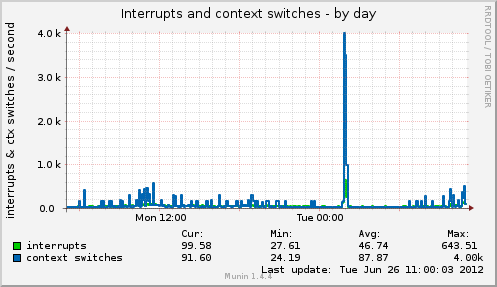 Interrupts and context switches - by day
RRDTOOL / TOBI OETIKER
interrupts & ctx switches / second
4.0 k
3.0 k
2.0 k
1.0 k
0.0
Mon 12:00 Tue 00:00
Cur: Min: Avg: Max:
interrupts 99.58 27.61 46.74 643.51
context switches 91.60 24.19 87.87 4.00k
Last update: Tue Jun 26 11:00:03 2012
Munin 1.4.4